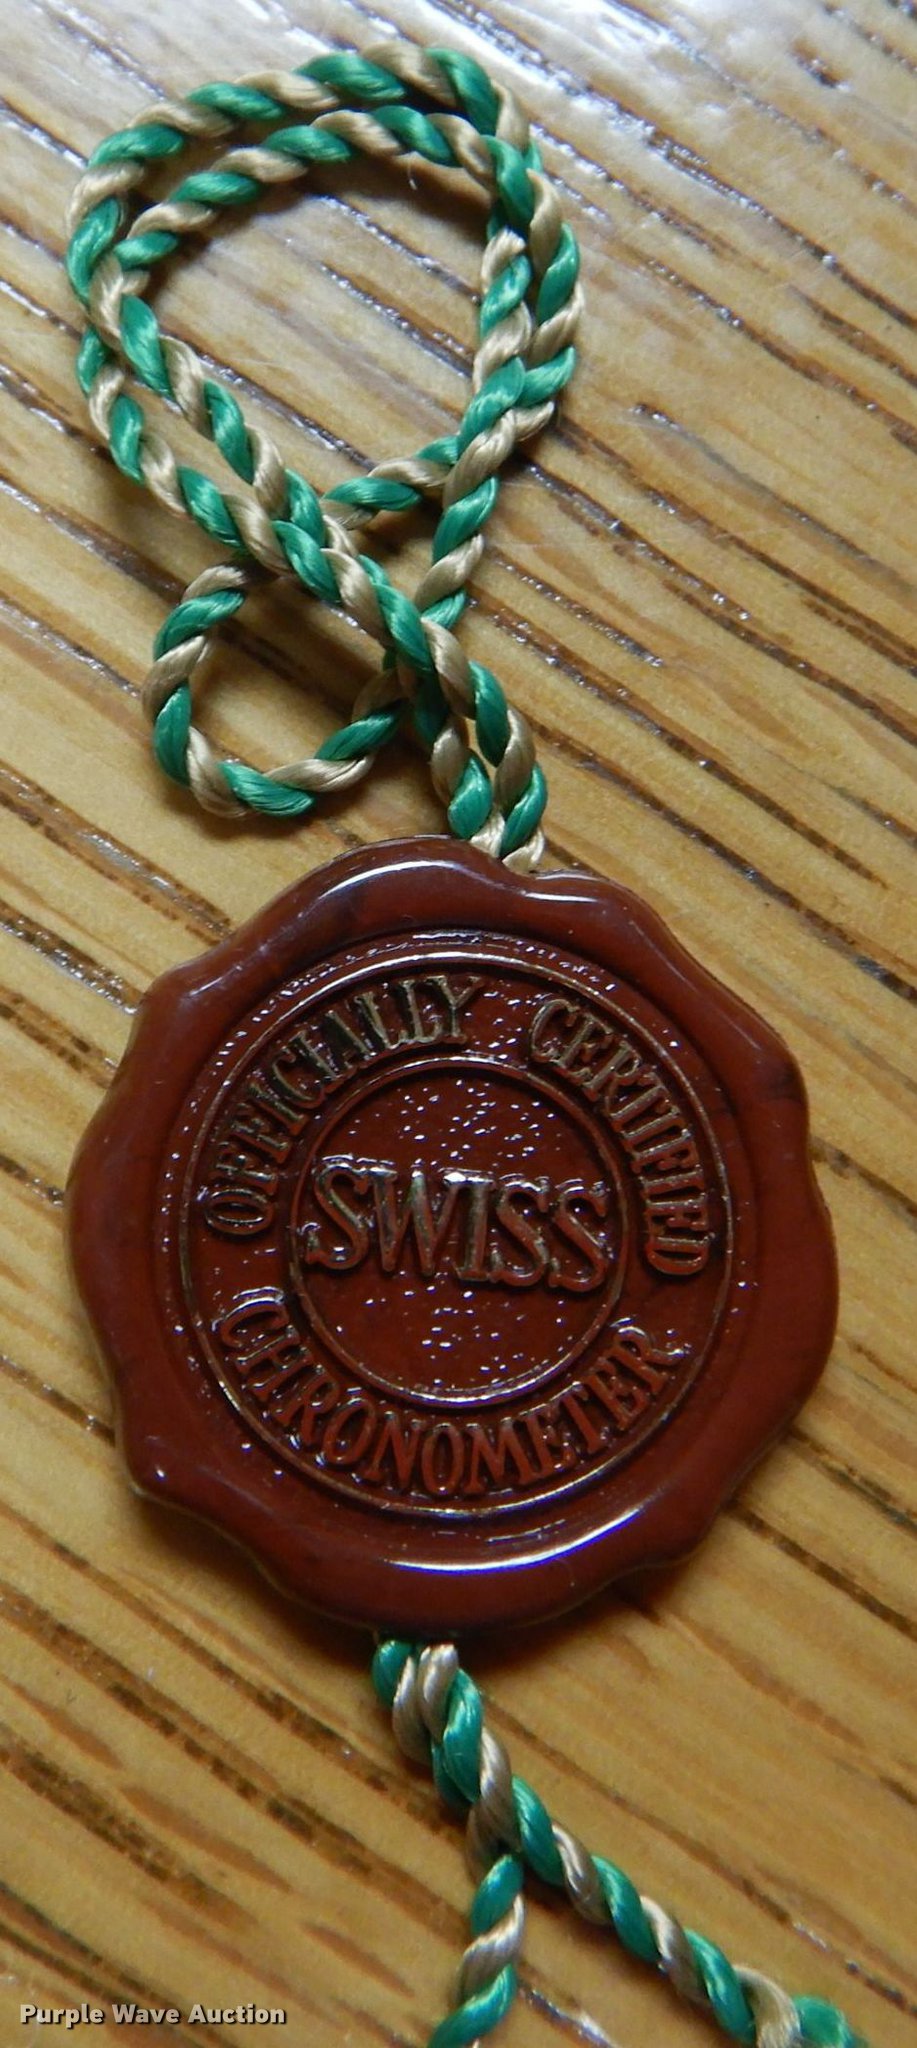 OFFICIALLY CERTIFIED
SWISS
CHRONOMETER
Purple Wave Auction